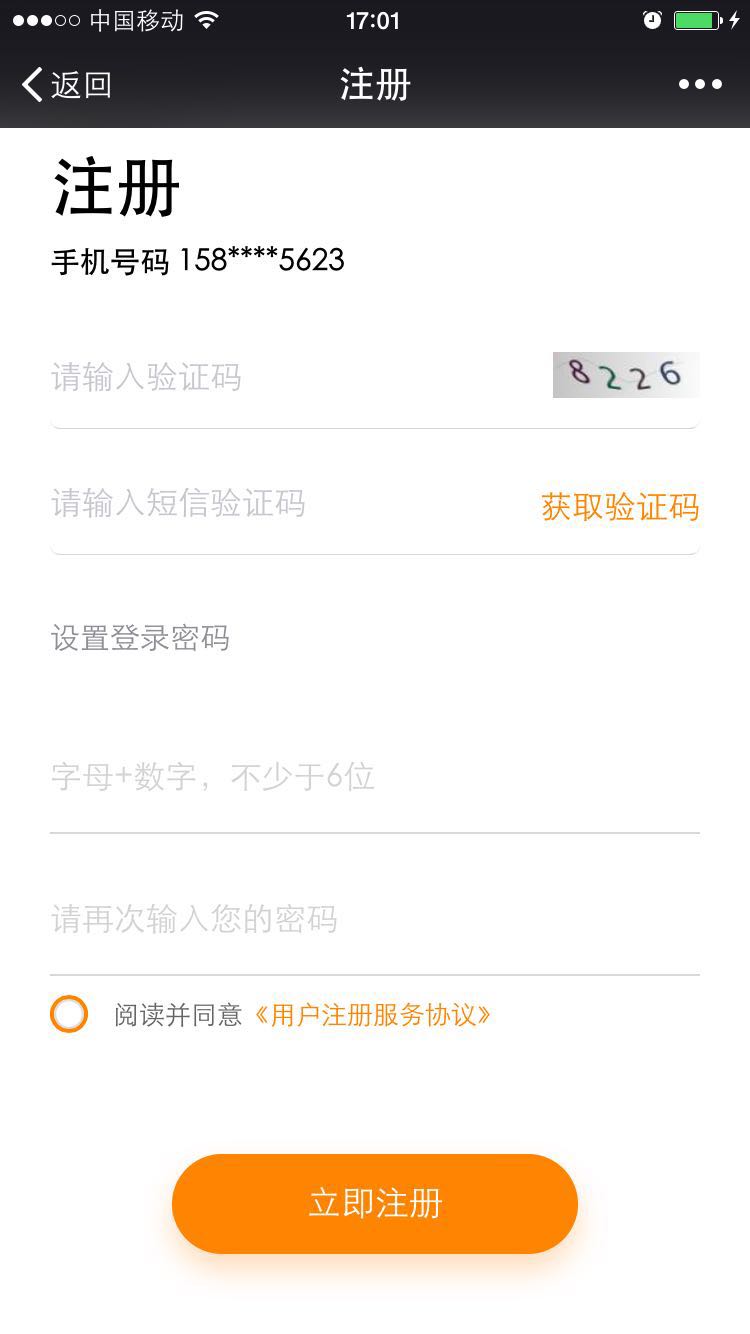 中国移动 17:01
返回 注册
注册
手机号码 158****5623
请输入验证码 8226
请输入短信验证码 获取验证码
设置登录密码
字母+数字，不少于6位
请再次输入您的密码
阅读并同意《用户注册服务协议》
立即注册